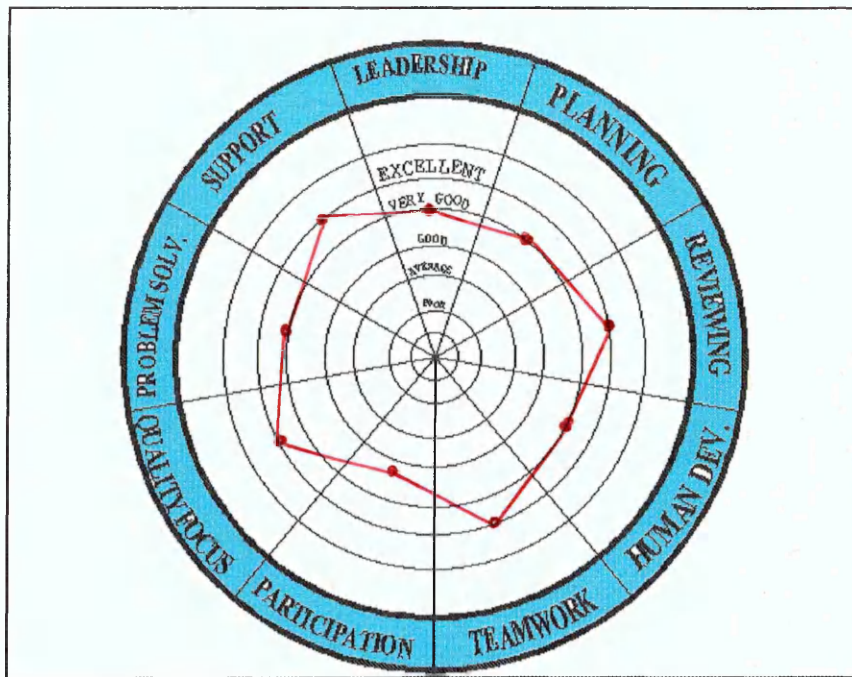 LEADERSHIP
PLANNING
REVIEWING
HUMAN DEV.
TEAMWORK
PARTICIPATION
QUALITY FOCUS
PROBLEM SOLV.
SUPPORT
EXCELLENT
VERY GOOD
GOOD
AVERAGE
POOR